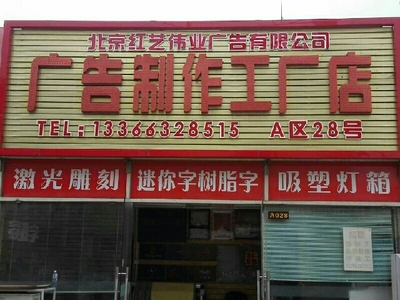 北京红艺伟业广告有限公司
广告制作工厂店
TEL:13366328515 A区28号
激光雕刻 迷你字树脂字 吸塑灯箱
A028